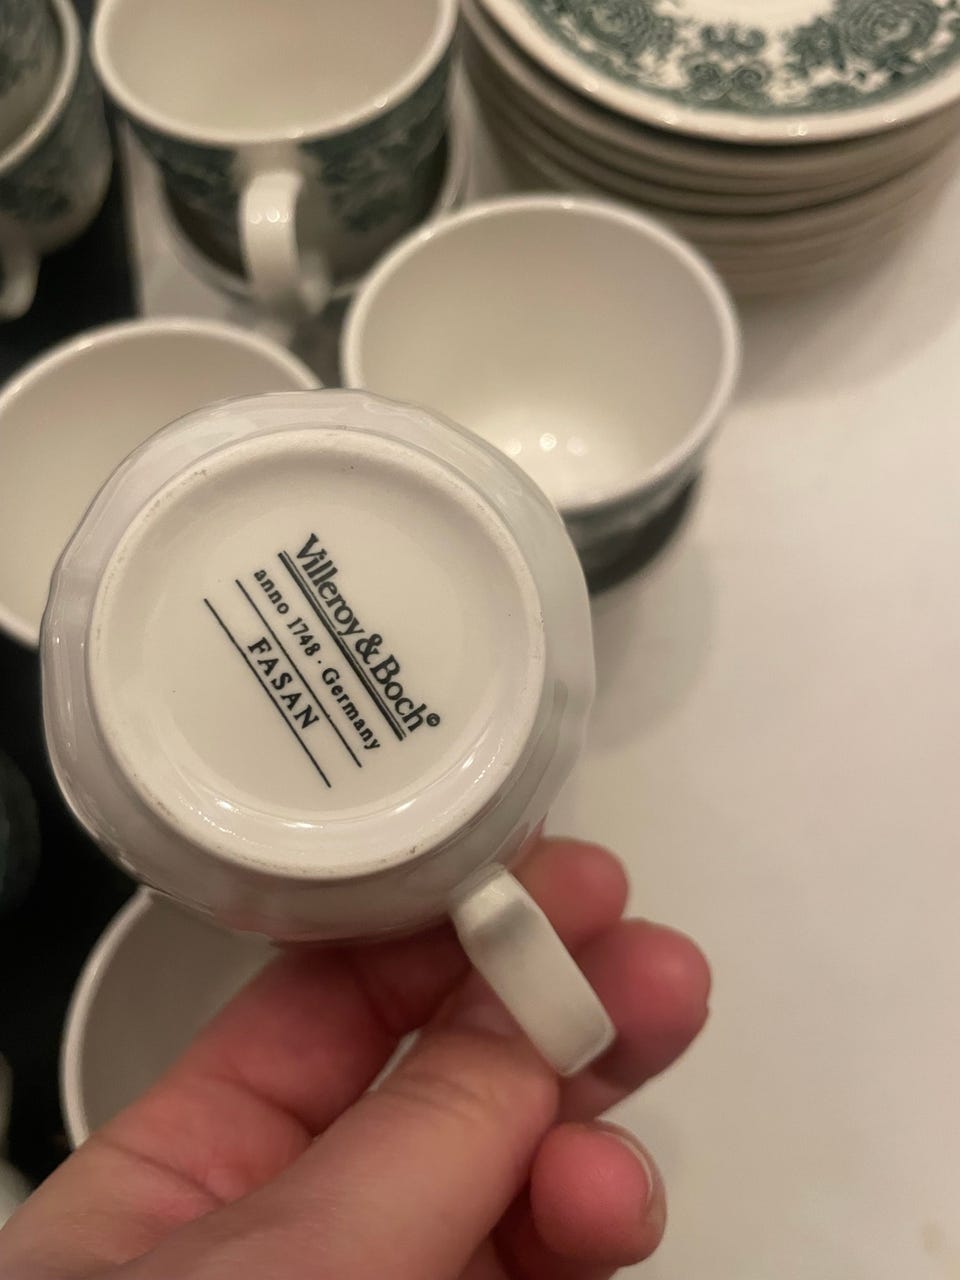 Villeroy & Boch®
anno 1748 · Germany
FASAN